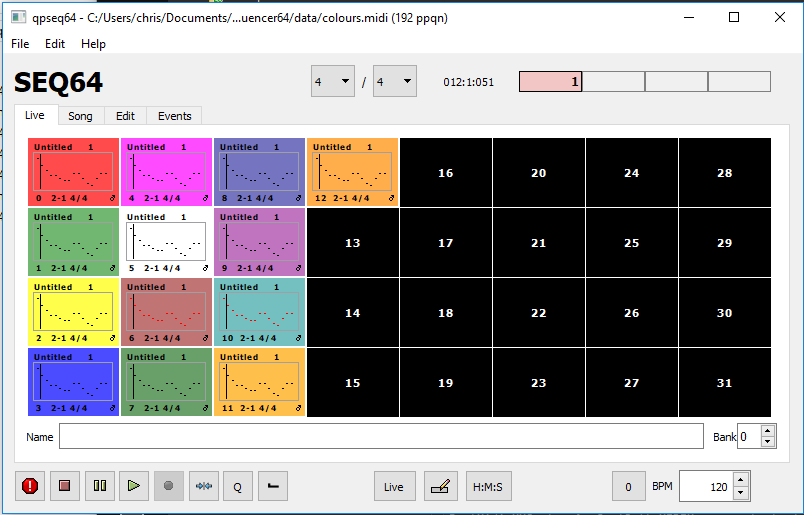 qpseq64 - C:/Users/chris/Documents/...uencer64/data/colours.midi (192 ppqn)
File Edit Help
SEQ64
4 / 4 012:1:051 1
Live Song Edit Events
Untitled 1 Untitled 1 Untitled 1 Untitled 1
0 2-1 4/4 4 2-1 4/4 8 2-1 4/4 12 2-1 4/4 16 20 24 28
Untitled 1 Untitled 1 Untitled 1
1 2-1 4/4 5 2-1 4/4 9 2-1 4/4 13 17 21 25 29
Untitled 1 Untitled 1 Untitled 1
2 2-1 4/4 6 2-1 4/4 10 2-1 4/4 14 18 22 26 30
Untitled 1 Untitled 1 Untitled 1
3 2-1 4/4 7 2-1 4/4 11 2-1 4/4 15 19 23 27 31
Name Bank 0
Q Live H:M:S 0 BPM 120